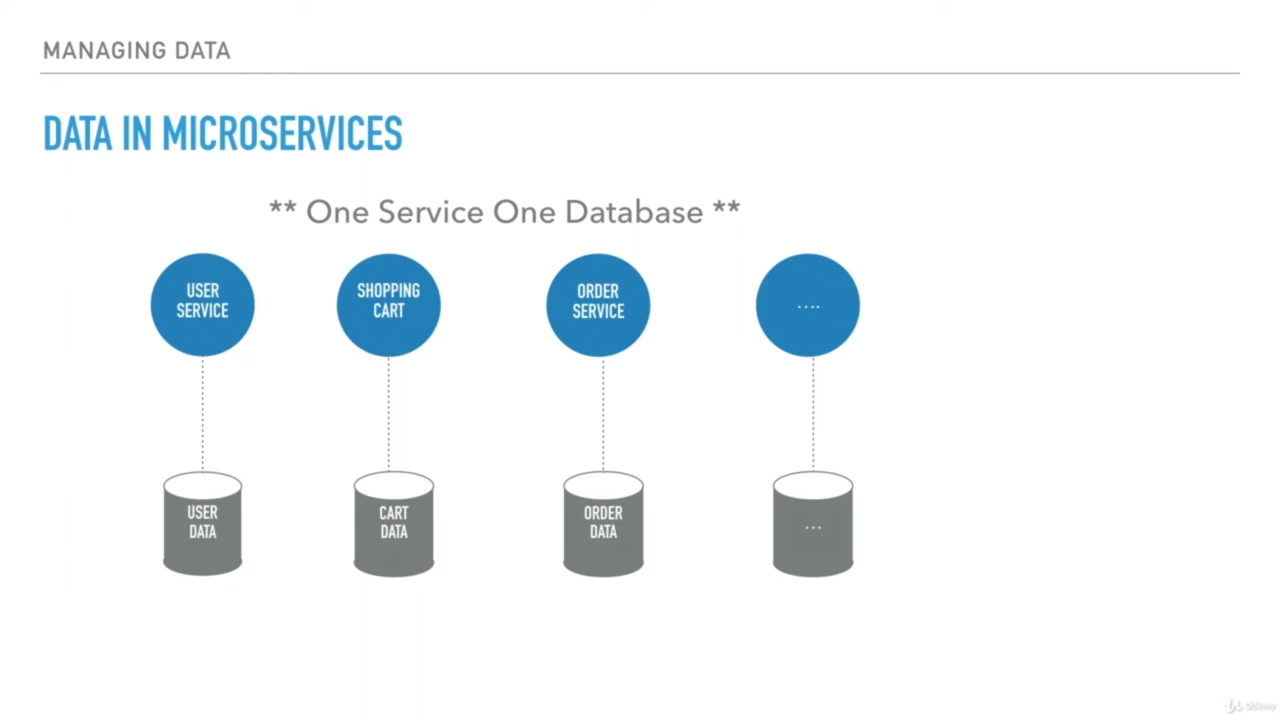 MANAGING DATA
DATA IN MICROSERVICES
** One Service One Database **
USER
SERVICE
SHOPPING
CART
ORDER
SERVICE
....
USER
DATA
CART
DATA
ORDER
DATA
...
Udemy